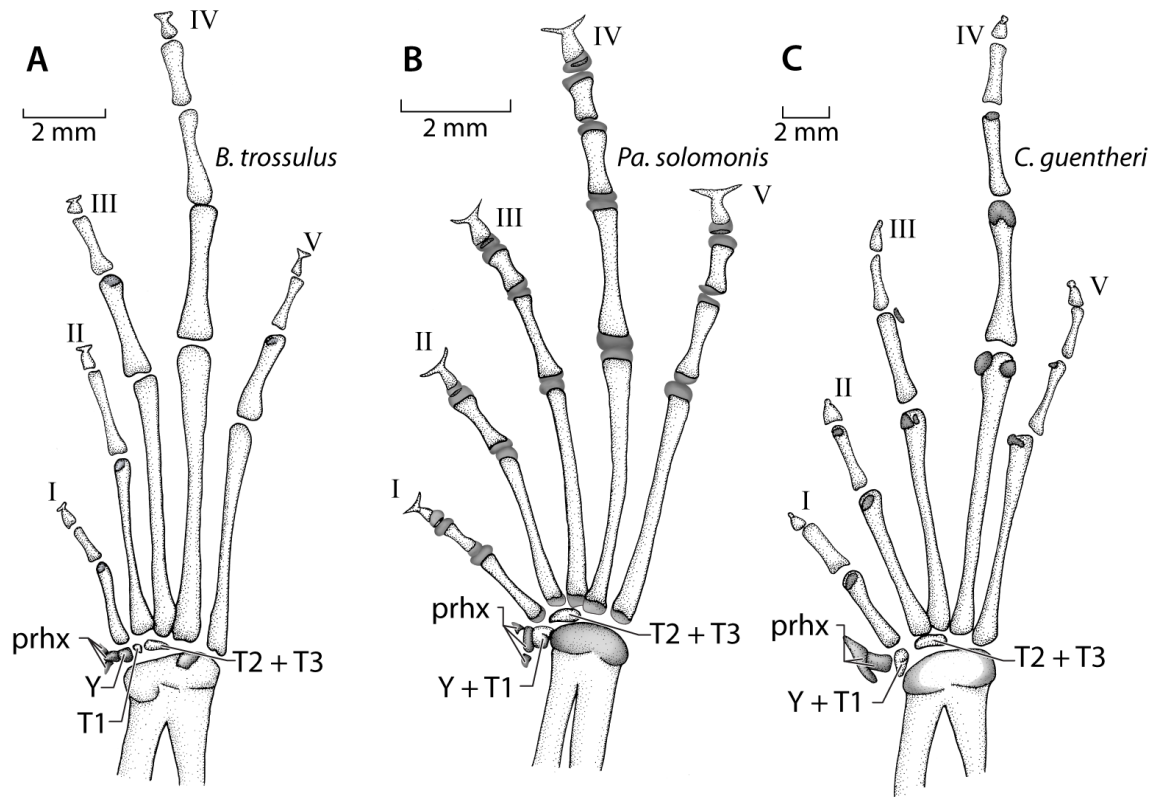 A
2 mm
B. trossulus
IV
III
V
II
I
prhx
Y
T1
T2 + T3
B
2 mm
Pa. solomonis
IV
V
III
II
I
prhx
Y + T1
T2 + T3
C
2 mm
C. guentheri
IV
III
V
II
I
prhx
Y + T1
T2 + T3